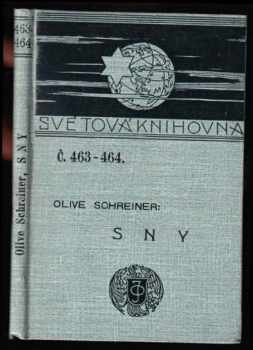 463-
464
Olive Schreiner, SNY
SVĚTOVÁ KNIHOVNA
Č. 463-464.
OLIVE SCHREINER:
SNY